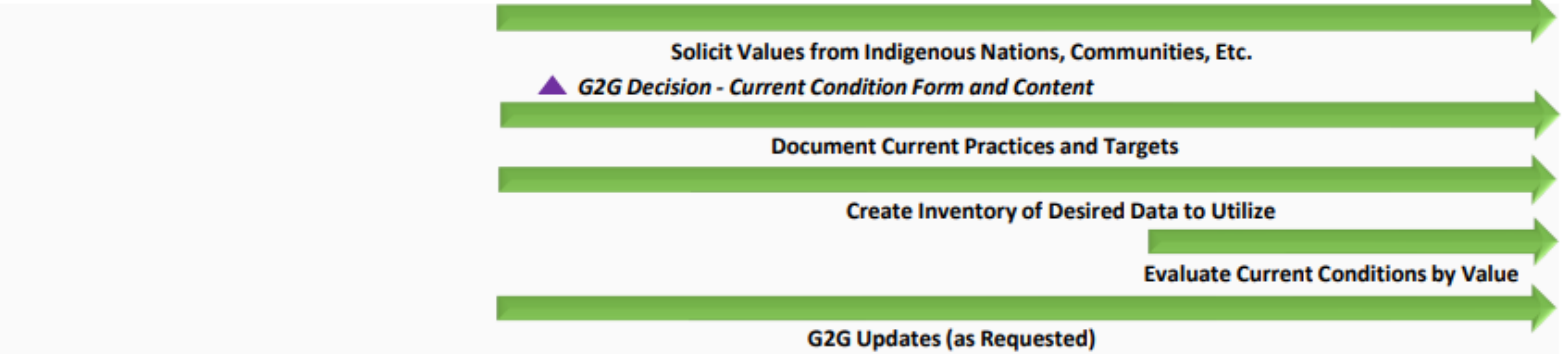 Solicit Values from Indigenous Nations, Communities, Etc.
G2G Decision - Current Condition Form and Content
Document Current Practices and Targets
Create Inventory of Desired Data to Utilize
Evaluate Current Conditions by Value
G2G Updates (as Requested)